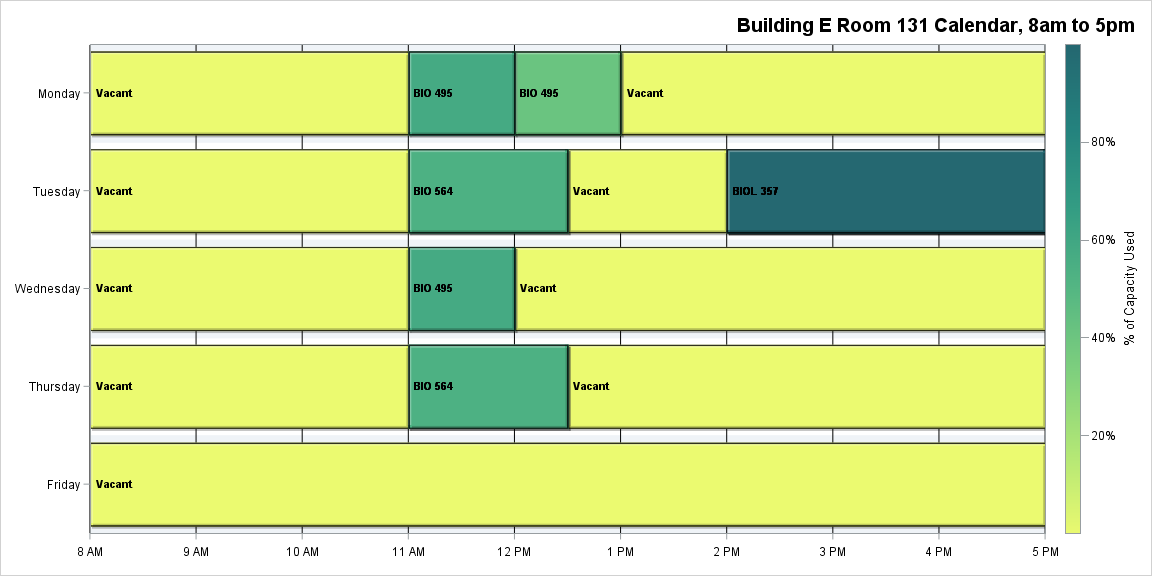 Building E Room 131 Calendar, 8am to 5pm
Monday
Vacant
BIO 495
BIO 495
Vacant
Tuesday
Vacant
BIO 564
Vacant
BIOL 357
Wednesday
Vacant
BIO 495
Vacant
Thursday
Vacant
BIO 564
Vacant
Friday
Vacant
8 AM
9 AM
10 AM
11 AM
12 PM
1 PM
2 PM
3 PM
4 PM
5 PM
80%
60%
40%
20%
% of Capacity Used